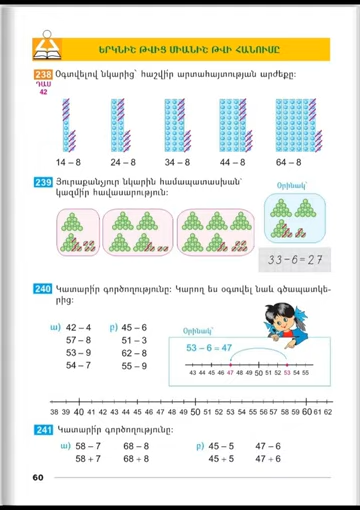 ԵՐԿՆԻՇ ԹՎԻՑ ՄԻԱՆԻՇ ԹՎԻ ՀԱՆՈՒՄԸ
238 Օգտվելով նկարից՝ հաշվի՛ր արտահայտության արժեքը:
ԴԱՍ
42
14 – 8 24 – 8 34 – 8 44 – 8 64 – 8
239 Յուրաքանչյուր նկարին համապատասխան՝
կազմի՛ր հավասարություն:
Օրինակ՝
33-6=27
240 Կատարի՛ր գործողությունը: Կարող ես օգտվել նաև գծապատկե-
րից:
ա) 42 – 4 բ) 45 – 6
57 – 8 51 – 3
53 – 9 62 – 8
54 – 7 55 – 9
Օրինակ՝
53 – 6 = 47
43 44 45 46 47 48 49 50 51 52 53 54 55
38 39 40 41 42 43 44 45 46 47 48 49 50 51 52 53 54 55 56 57 58 59 60 61 62
241 Կատարի՛ր գործողությունը:
ա) 58 – 7 68 – 8 բ) 45 – 5 47 – 6
58 + 7 68 + 8 45 + 5 47 + 6
60